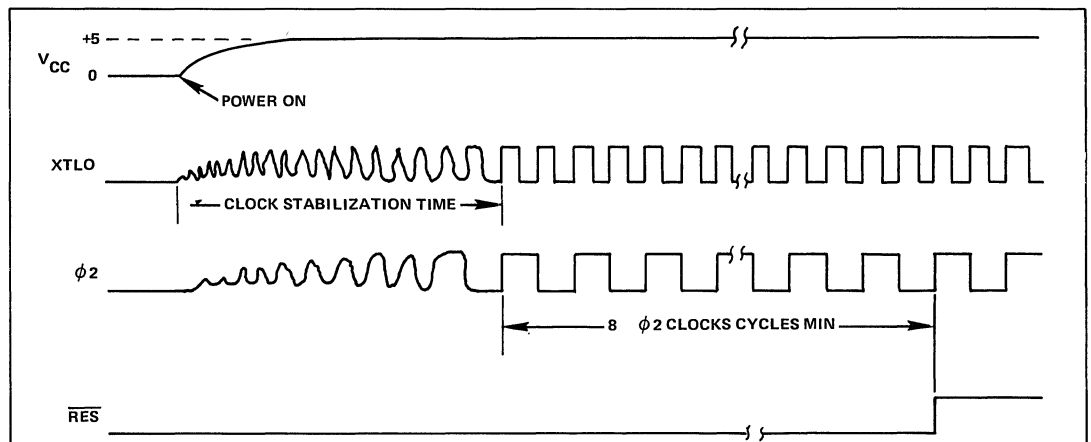 +5
VCC
0
POWER ON
XTLO
CLOCK STABILIZATION TIME
ϕ2
8 ϕ2 CLOCKS CYCLES MIN
RES